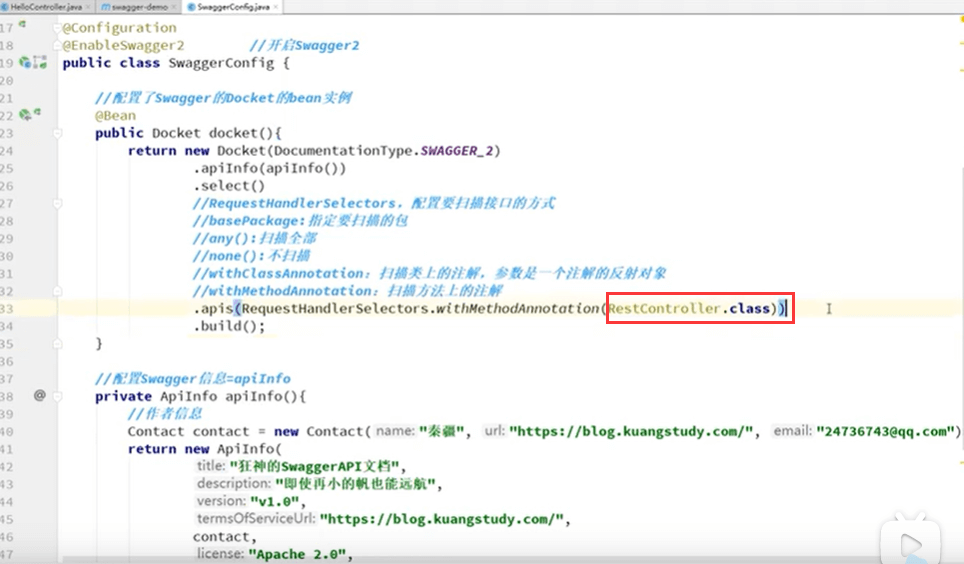 HelloController.java × swagger-demo × SwaggerConfig.java ×
17 @Configuration
18 @EnableSwagger2 //开启Swagger2
19 public class SwaggerConfig {
20
21 //配置了Swagger的Docket的bean实例
22 @Bean
23 public Docket docket(){
24 return new Docket(DocumentationType.SWAGGER_2)
25 .apiInfo(apiInfo())
26 .select()
27 //RequestHandlerSelectors，配置要扫描接口的方式
28 //basePackage:指定要扫描的包
29 //any():扫描全部
30 //none():不扫描
31 //withClassAnnotation：扫描类上的注解，参数是一个注解的反射对象
32 //withMethodAnnotation：扫描方法上的注解
33 .apis(RequestHandlerSelectors.withMethodAnnotation(RestController.class))
34 .build();
35 }
36
37 //配置Swagger信息=apiInfo
38 @ private ApiInfo apiInfo(){
39 //作者信息
40 Contact contact = new Contact( name: "秦疆", url: "https://blog.kuangstudy.com/", email: "24736743@qq.com")
41 return new ApiInfo(
42 title: "狂神的SwaggerAPI文档",
43 description: "即使再小的帆也能远航",
44 version: "v1.0",
45 termsOfServiceUrl: "https://blog.kuangstudy.com/",
46 contact,
47 license: "Apache 2.0",